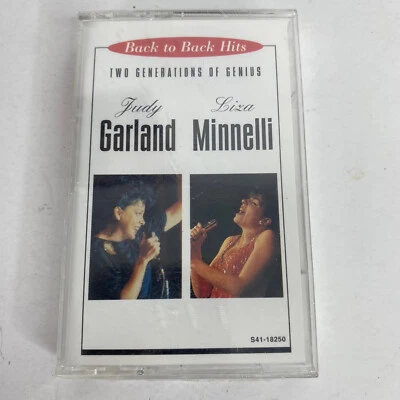 Back to Back Hits
TWO GENERATIONS OF GENIUS
Judy Liza
Garland Minnelli
S41-18250